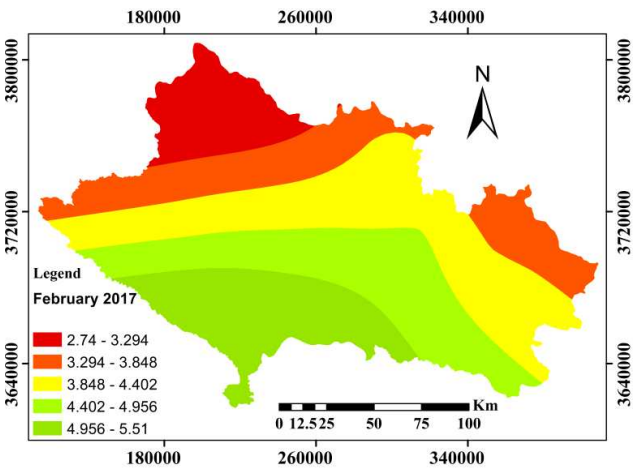 180000 260000 340000
3800000 3800000
N
3720000 3720000
Legend
February 2017
2.74 - 3.294
3.294 - 3.848
3.848 - 4.402
4.402 - 4.956
4.956 - 5.51
3640000 3640000
Km
0 12.5 25 50 75 100
180000 260000 340000